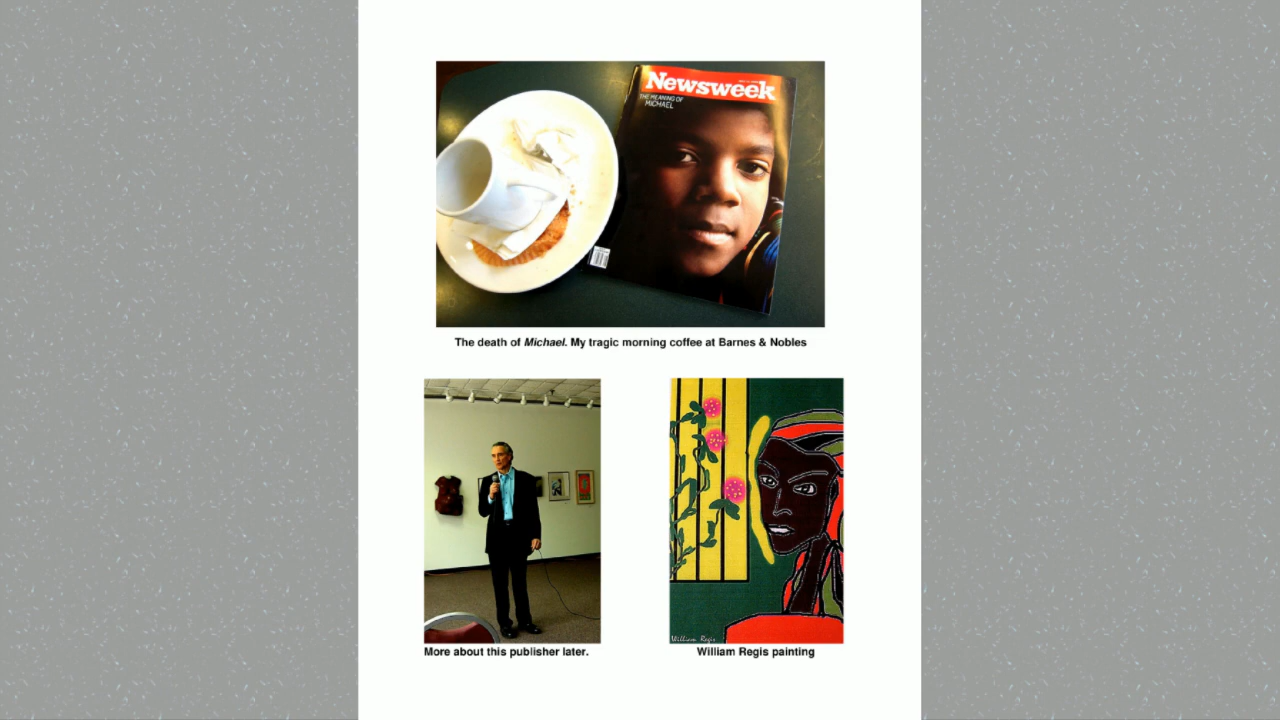 Newsweek
THE MEANING OF
MICHAEL
The death of Michael. My tragic morning coffee at Barnes & Nobles
More about this publisher later.
William Regis
William Regis painting